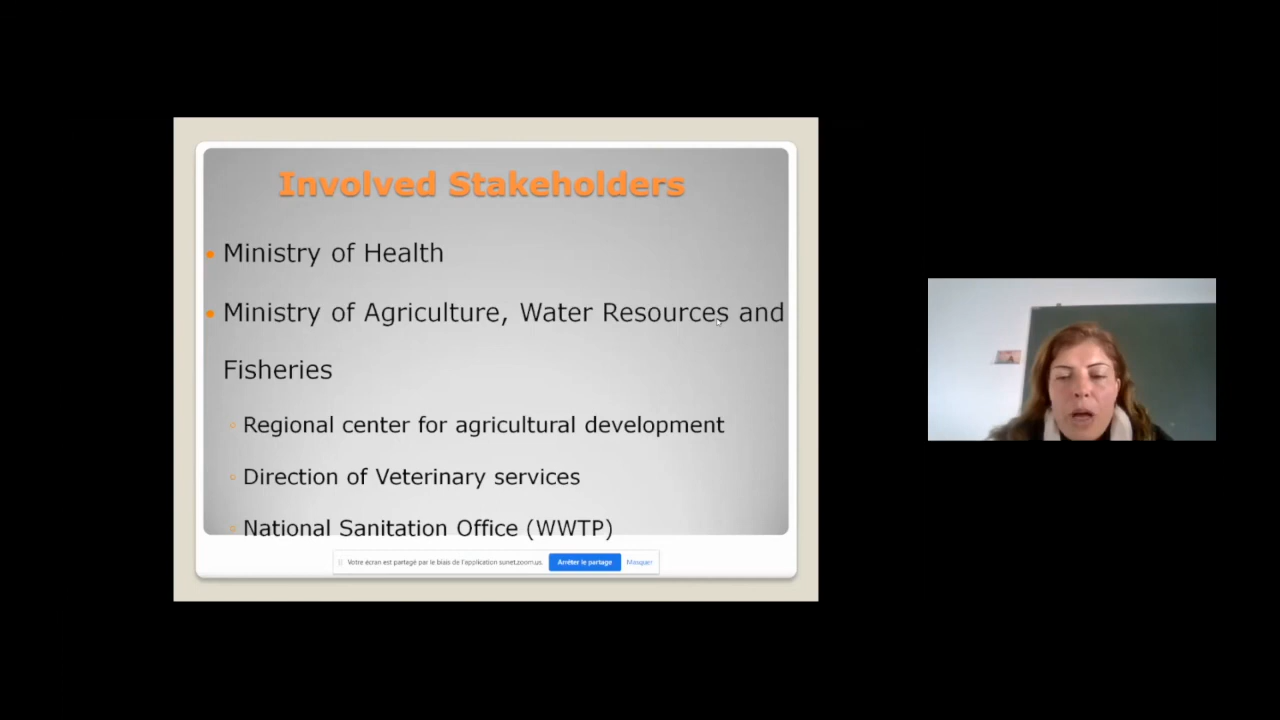 Involved Stakeholders
• Ministry of Health
• Ministry of Agriculture, Water Resources and
Fisheries
◦ Regional center for agricultural development
◦ Direction of Veterinary services
◦ National Sanitation Office (WWTP)
Votre écran est partagé par le biais de l'application sunet.zoom.us. Arrêter le partage Masquer